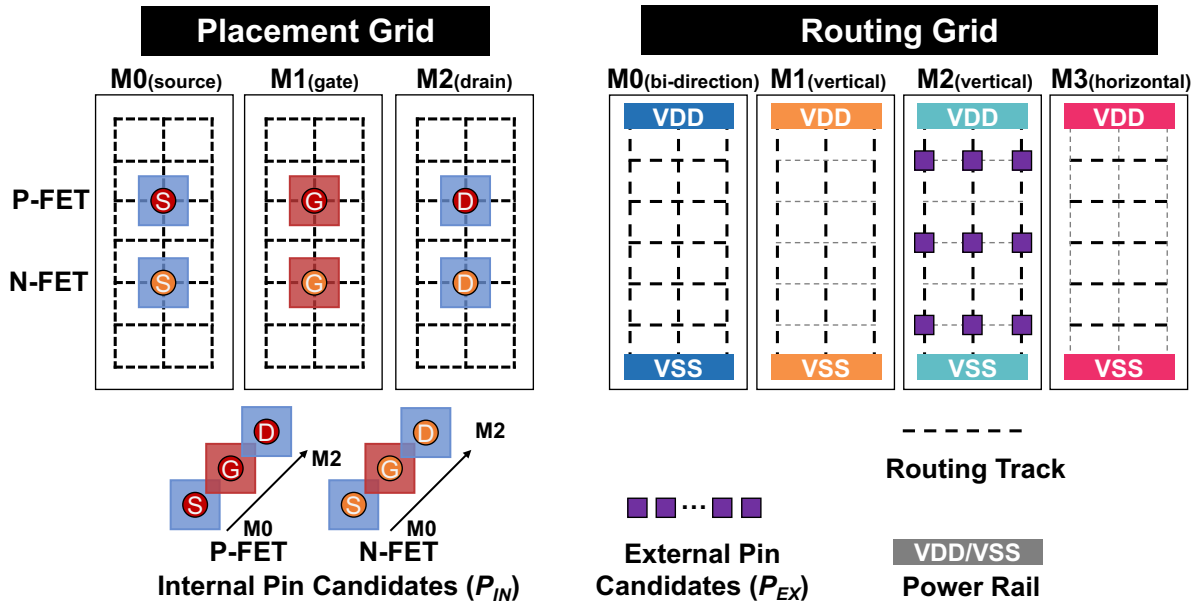 Placement Grid
Routing Grid
M0(source) M1(gate) M2(drain)
M0(bi-direction) M1(vertical) M2(vertical) M3(horizontal)
VDD VDD VDD VDD
P-FET
S G D
N-FET
S G D
VSS VSS VSS VSS
D
G
S
M2
M0
P-FET
D
G
S
M2
M0
N-FET
Internal Pin Candidates (PIN)
...
External Pin
Candidates (PEX)
Routing Track
VDD/VSS
Power Rail